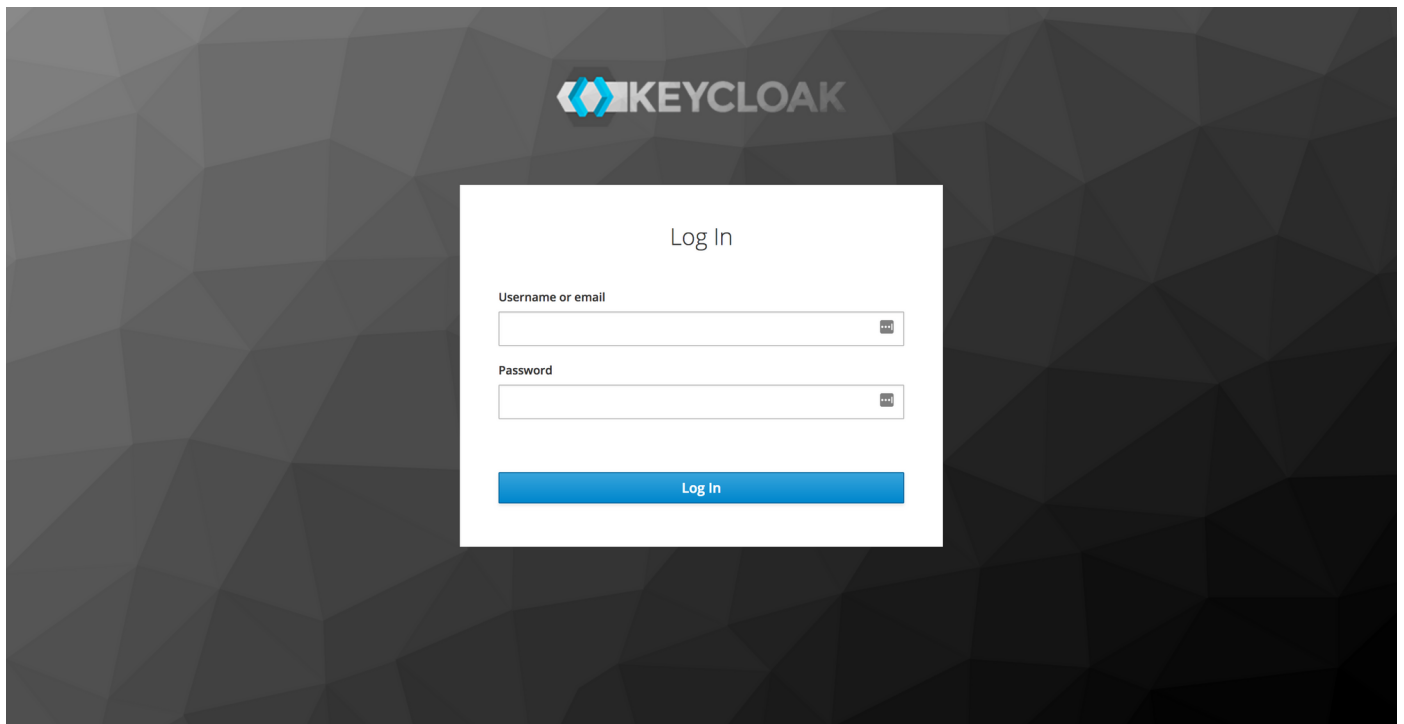 KEYCLOAK
Log In
Username or email
Password
Log In